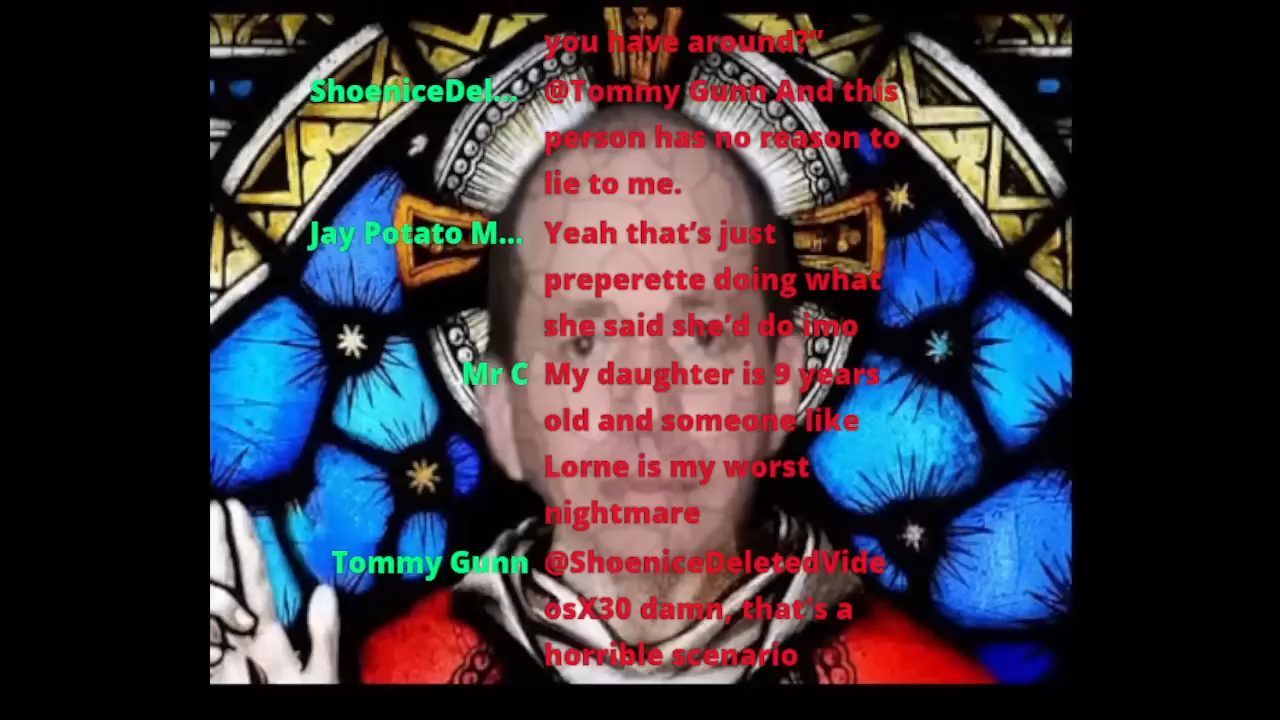 you have around?"
ShoeniceDel... @Tommy Gunn And this
person has no reason to
lie to me.
Jay Potato M... Yeah that's just
preperette doing what
she said she'd do imo
Mr C My daughter is 9 years
old and someone like
Lorne is my worst
nightmare
Tommy Gunn @ShoeniceDeletedVide
osX30 damn, that's a
horrible scenario